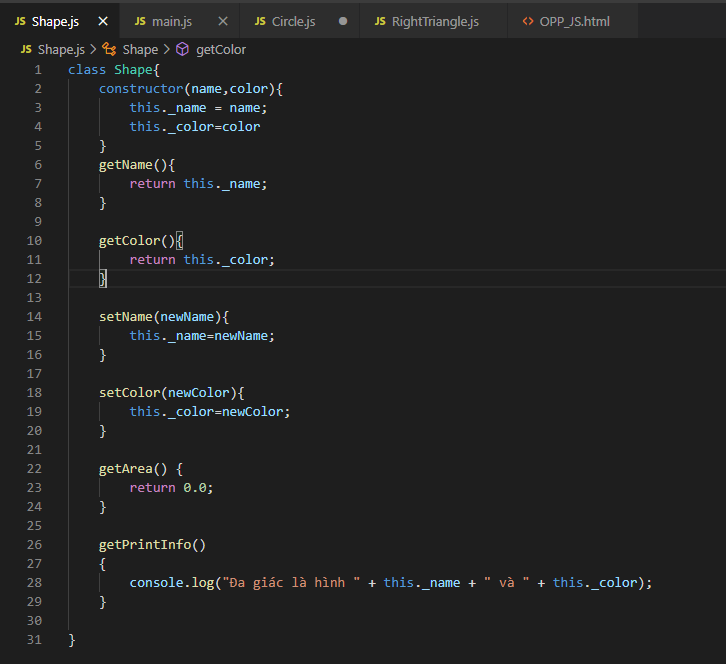 JS Shape.js × JS main.js × JS Circle.js ● JS RightTriangle.js <> OPP_JS.html
JS Shape.js > Shape > getColor
1 class Shape{
2 constructor(name,color){
3 this._name = name;
4 this._color=color
5 }
6 getName(){
7 return this._name;
8 }
9
10 getColor(){
11 return this._color;
12 }
13
14 setName(newName){
15 this._name=newName;
16 }
17
18 setColor(newColor){
19 this._color=newColor;
20 }
21
22 getArea() {
23 return 0.0;
24 }
25
26 getPrintInfo()
27 {
28 console.log("Đa giác là hình " + this._name + " và " + this._color);
29 }
30
31 }